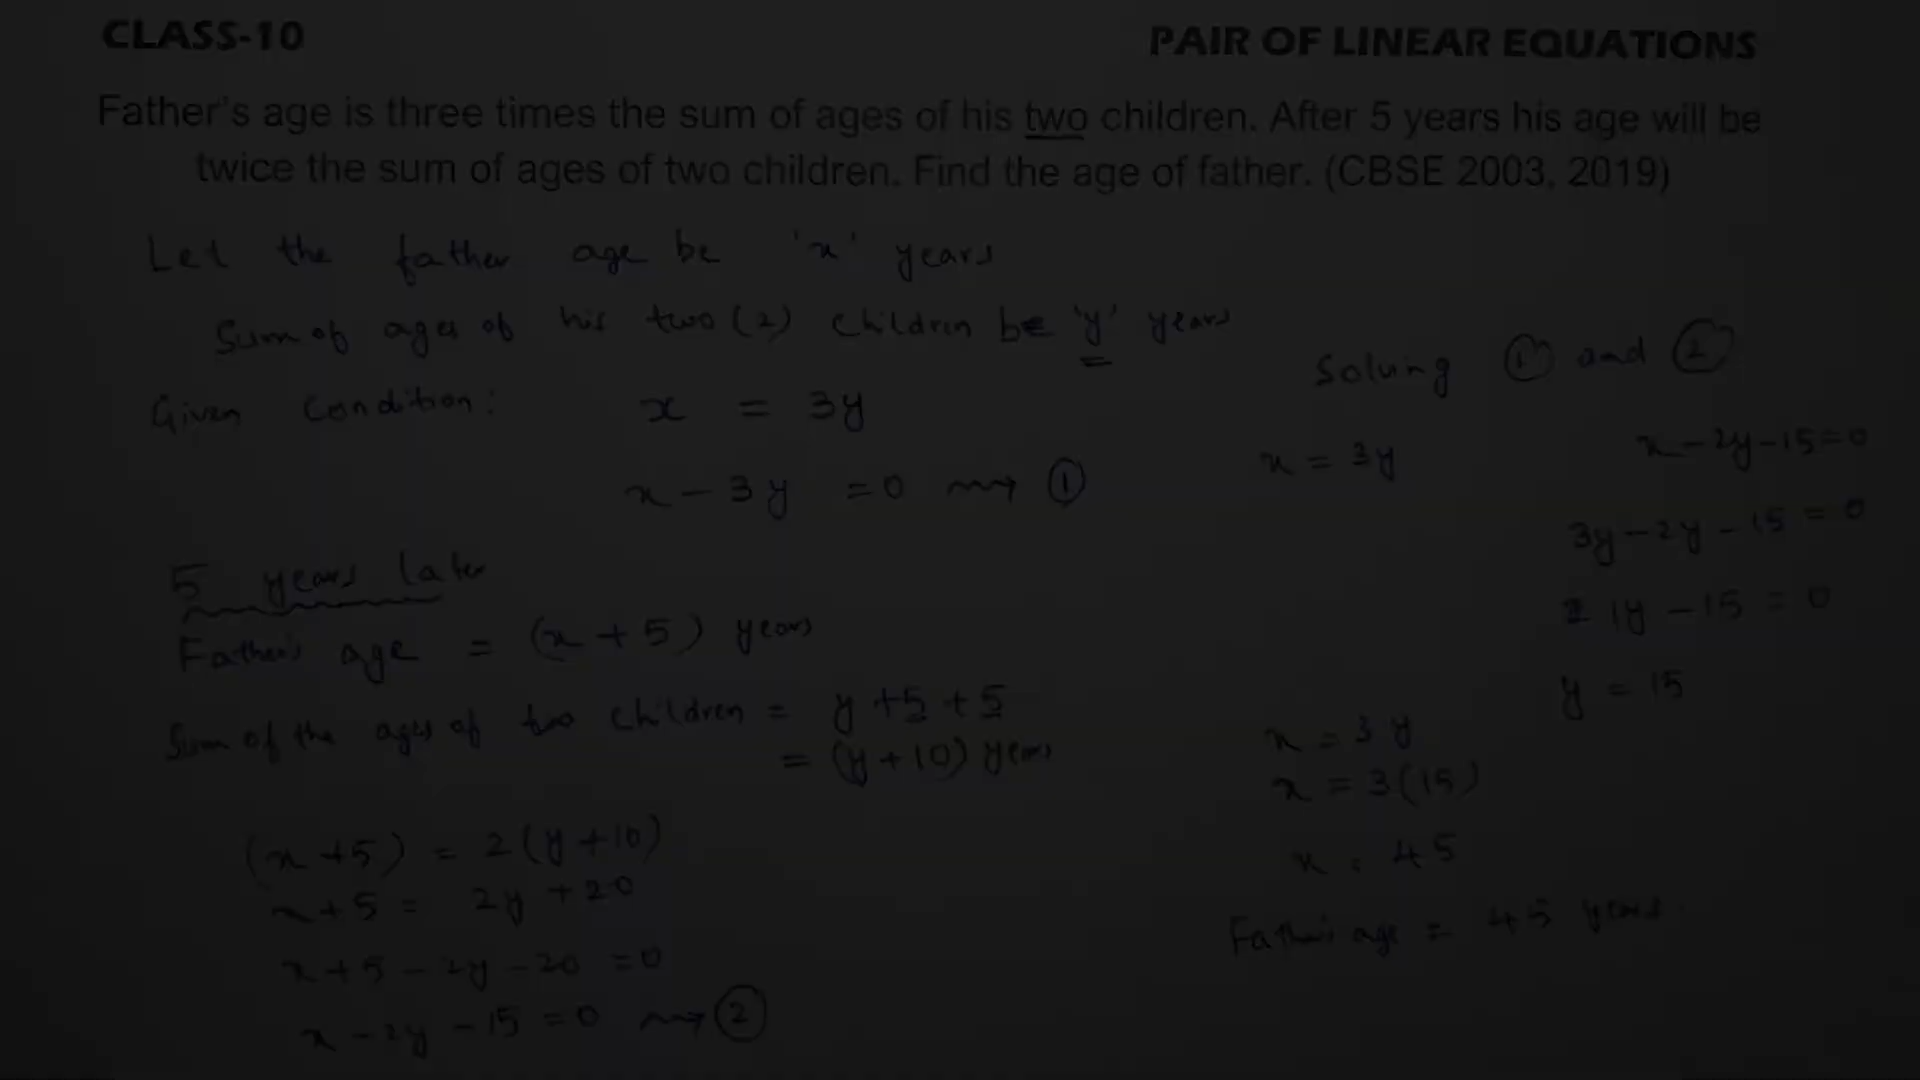 CLASS-10
PAIR OF LINEAR EQUATIONS
Father's age is three times the sum of ages of his two children. After 5 years his age will be
twice the sum of ages of two children. Find the age of father. (CBSE 2003, 2019)
Let the father age be 'x' years
Sum of ages of his two (2) children be 'y' years
Given Condition: x = 3y
x - 3y = 0 ⟿ ①
5 years later
Father's age = (x + 5) years
Sum of the ages of two children = y + 5 + 5
= (y + 10) years
(x + 5) = 2(y + 10)
x + 5 = 2y + 20
x + 5 - 2y - 20 = 0
x - 2y - 15 = 0 ⟿ ②
Solving ① and ②
x = 3y
x - 2y - 15 = 0
3y - 2y - 15 = 0
1y - 15 = 0
y = 15
x = 3y
x = 3(15)
x = 45
Father's age = 45 years.